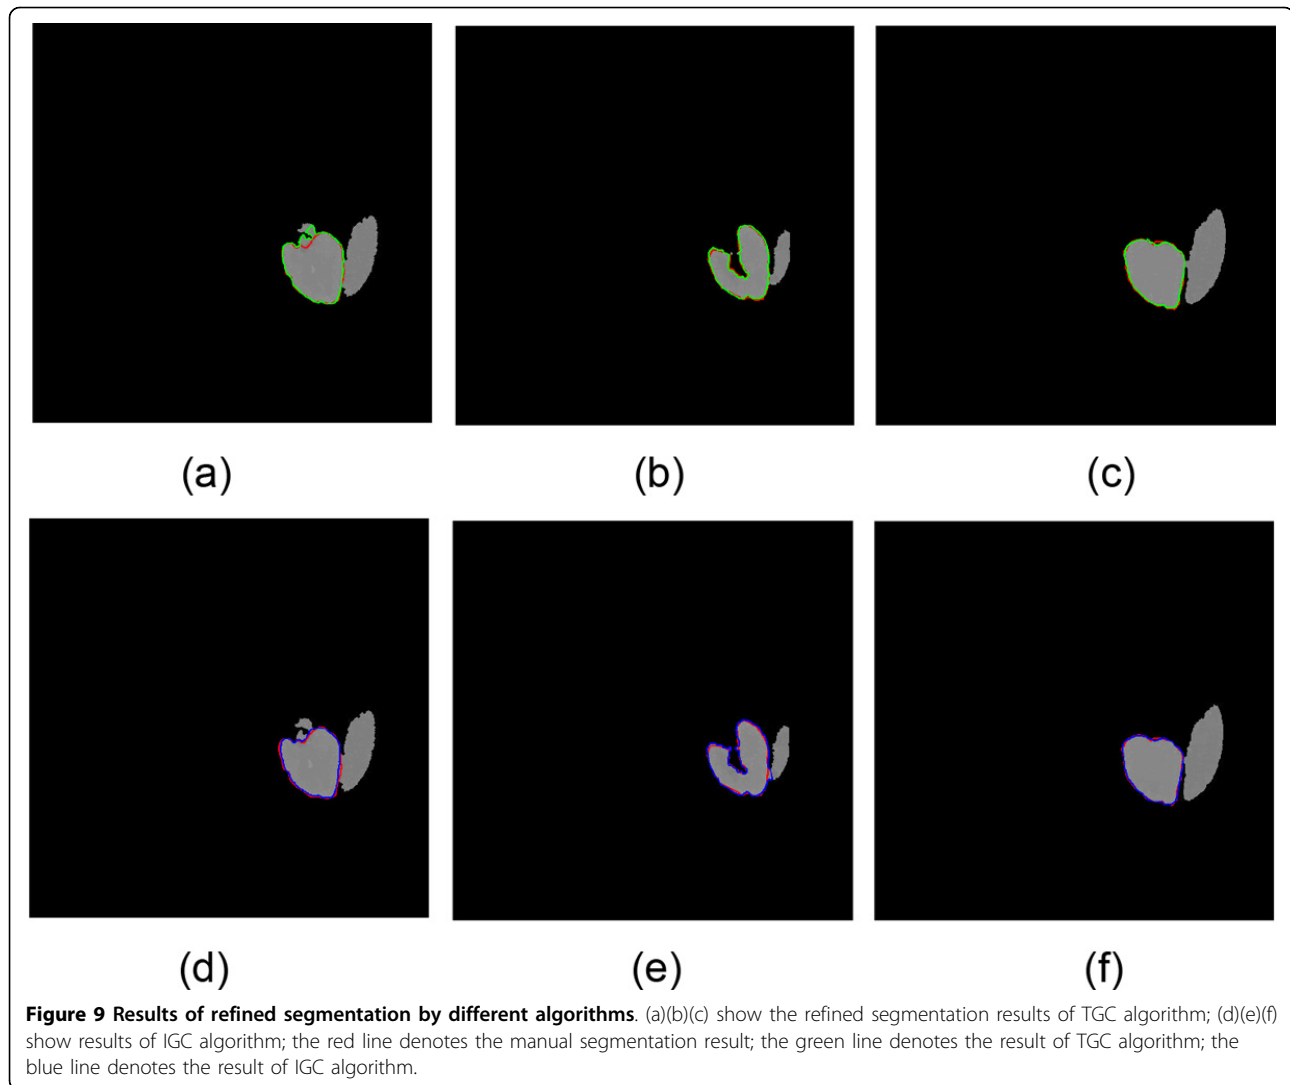 (a)
(b)
(c)
(d)
(e)
(f)
Figure 9 Results of refined segmentation by different algorithms. (a)(b)(c) show the refined segmentation results of TGC algorithm; (d)(e)(f)
show results of IGC algorithm; the red line denotes the manual segmentation result; the green line denotes the result of TGC algorithm; the
blue line denotes the result of IGC algorithm.